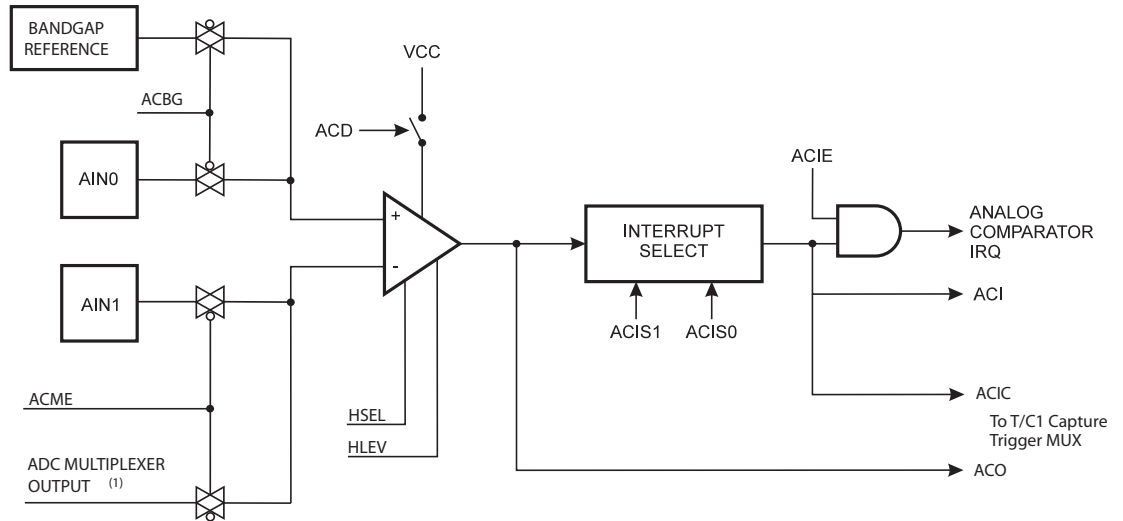 BANDGAP
REFERENCE
ACBG
AIN0
AIN1
ACME
ADC MULTIPLEXER
OUTPUT (1)
VCC
ACD
+
-
HSEL
HLEV
INTERRUPT
SELECT
ACIS1 ACIS0
ACIE
ANALOG
COMPARATOR
IRQ
ACI
ACIC
To T/C1 Capture
Trigger MUX
ACO